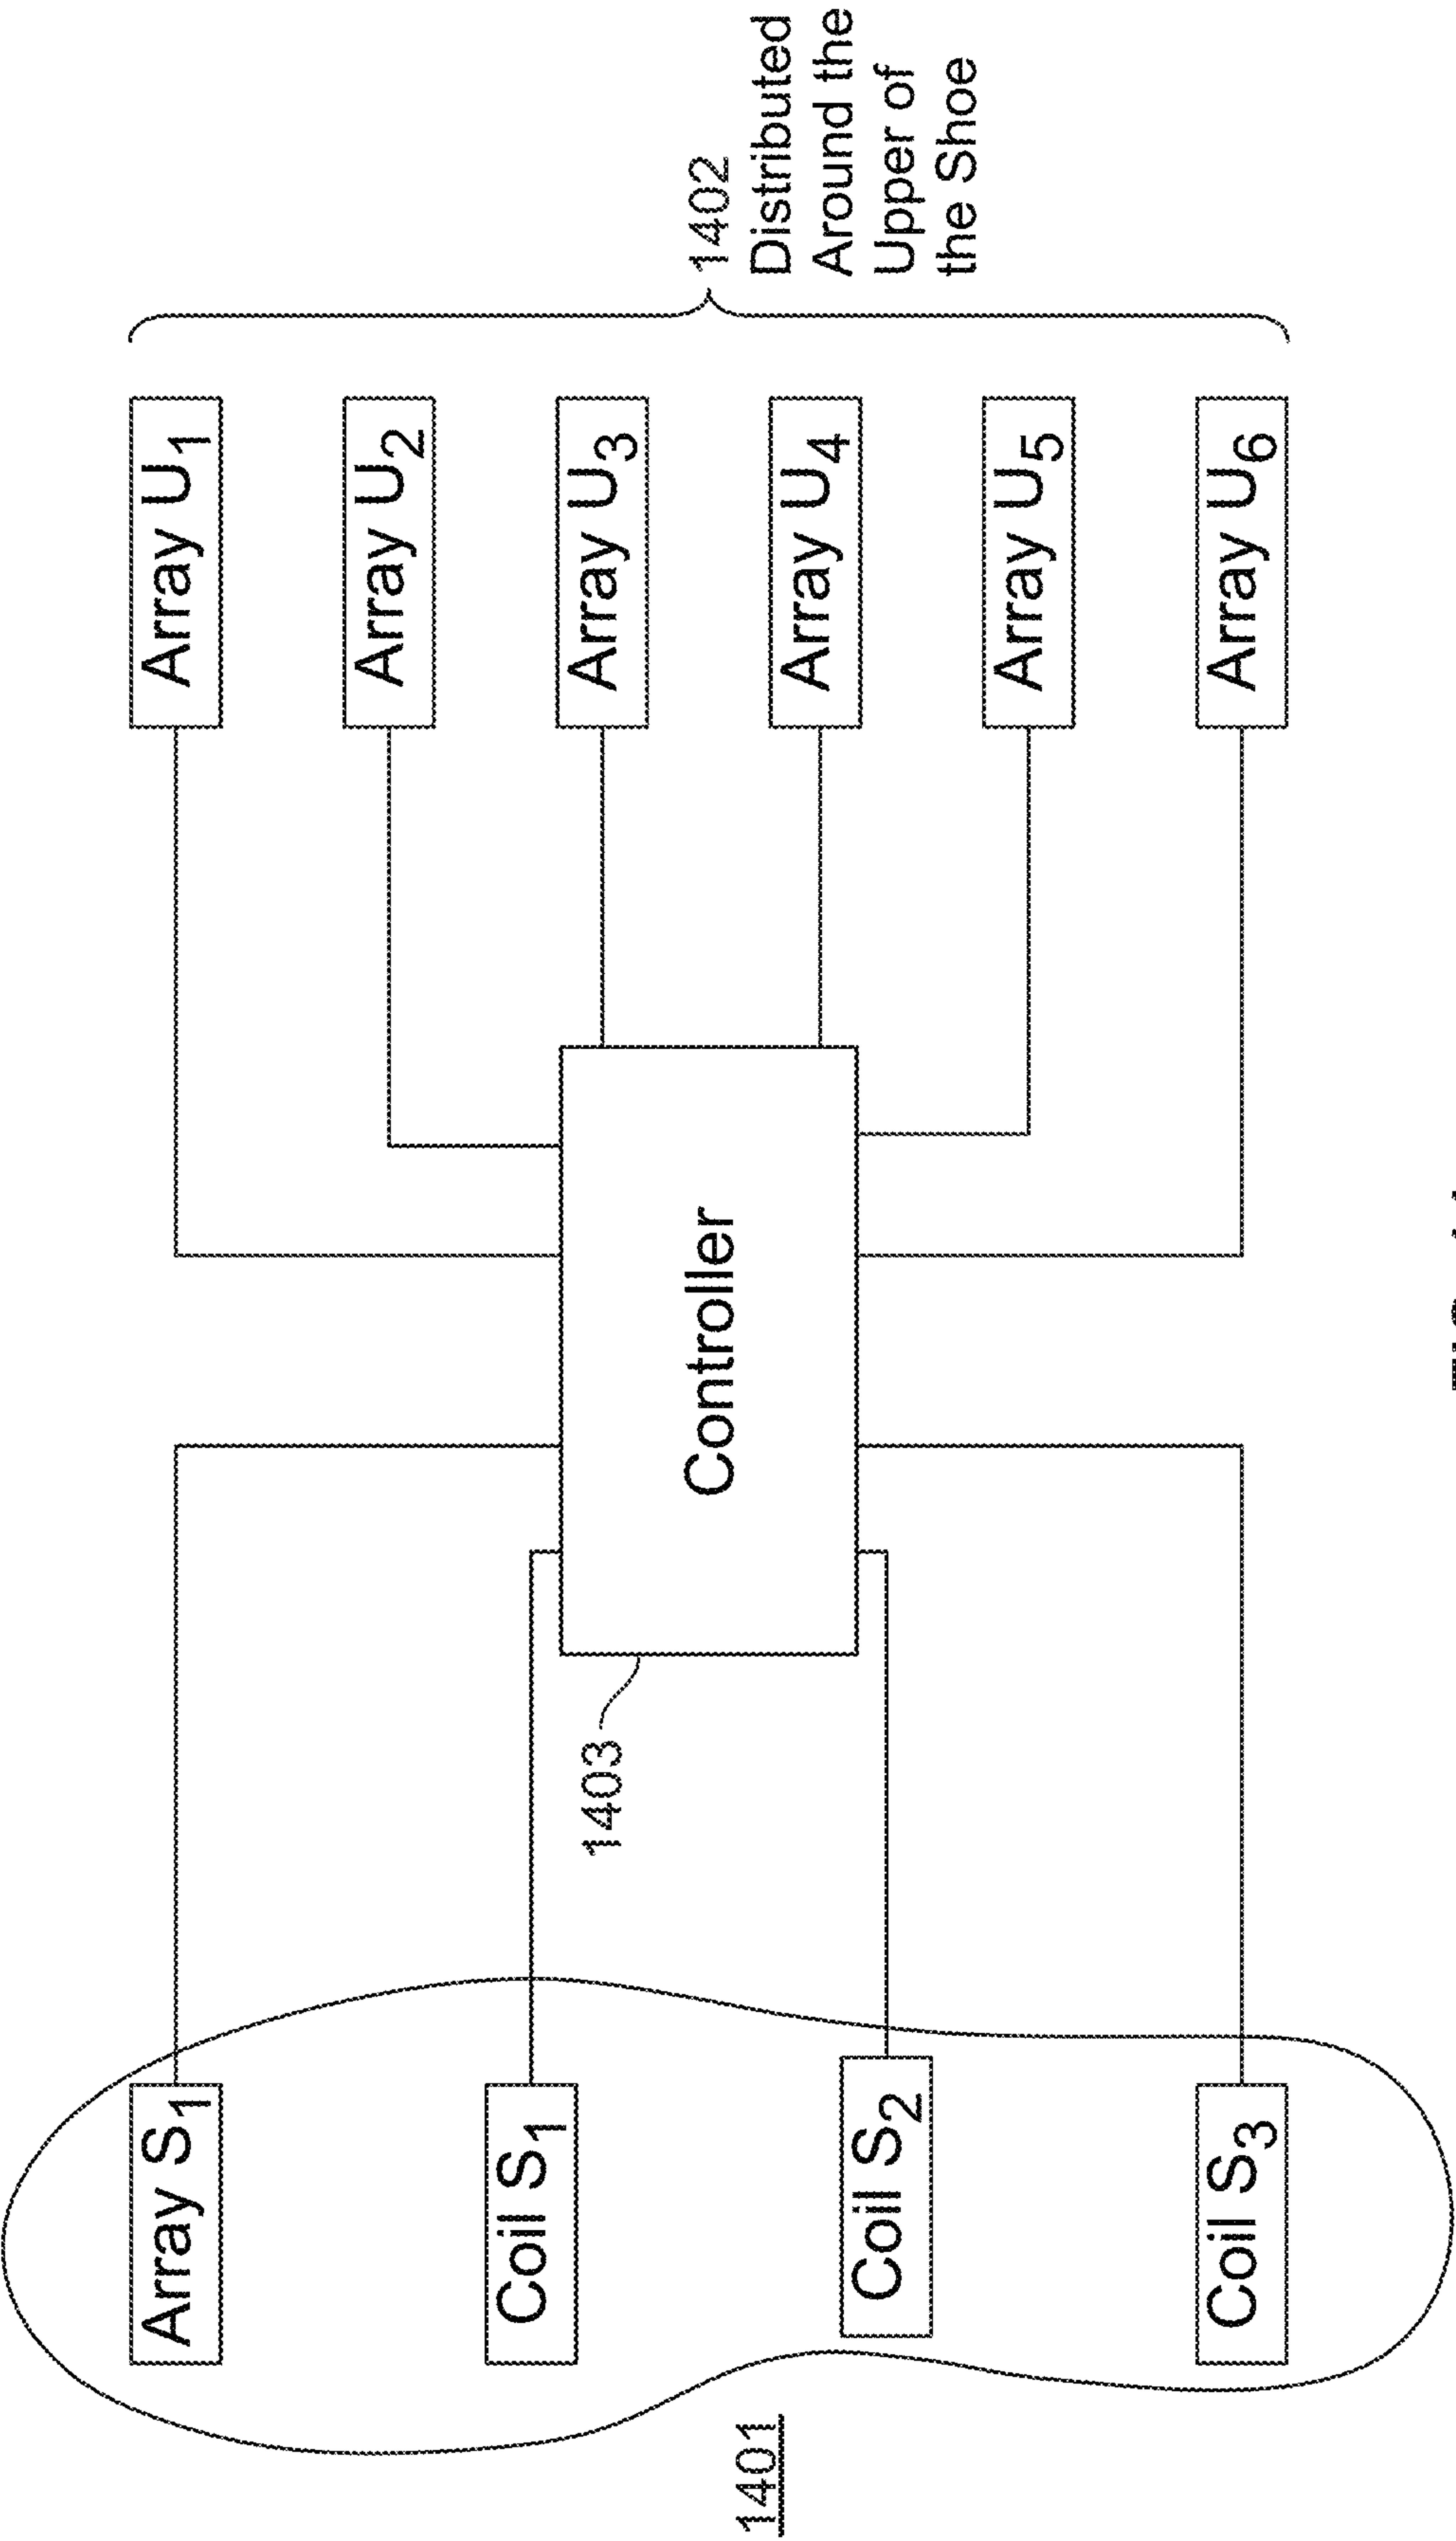 1401
Array S1
Coil S1
Coil S2
Coil S3
1403
Controller
Array U1
Array U2
Array U3
Array U4
Array U5
Array U6
1402
Distributed
Around the
Upper of
the Shoe